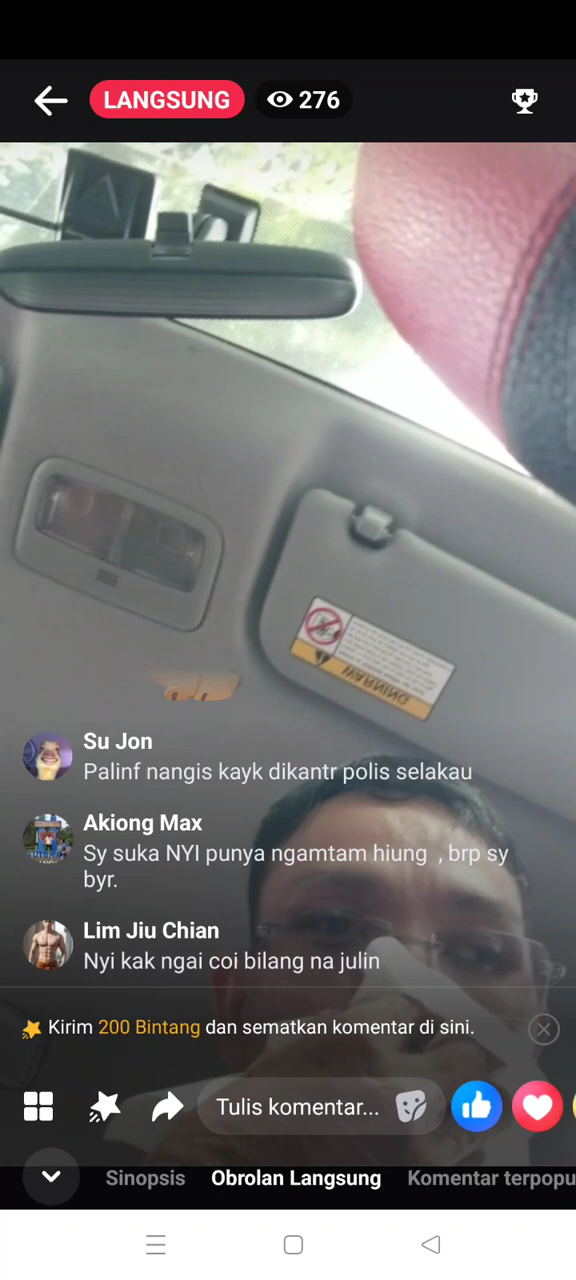 LANGSUNG
276
WARNING
Su Jon
Palinf nangis kayk dikantr polis selakau
Akiong Max
Sy suka NYI punya ngamtam hiung , brp sy
byr.
Lim Jiu Chian
Nyi kak ngai coi bilang na julin
Kirim 200 Bintang dan sematkan komentar di sini.
Tulis komentar...
Sinopsis
Obrolan Langsung
Komentar terpopu